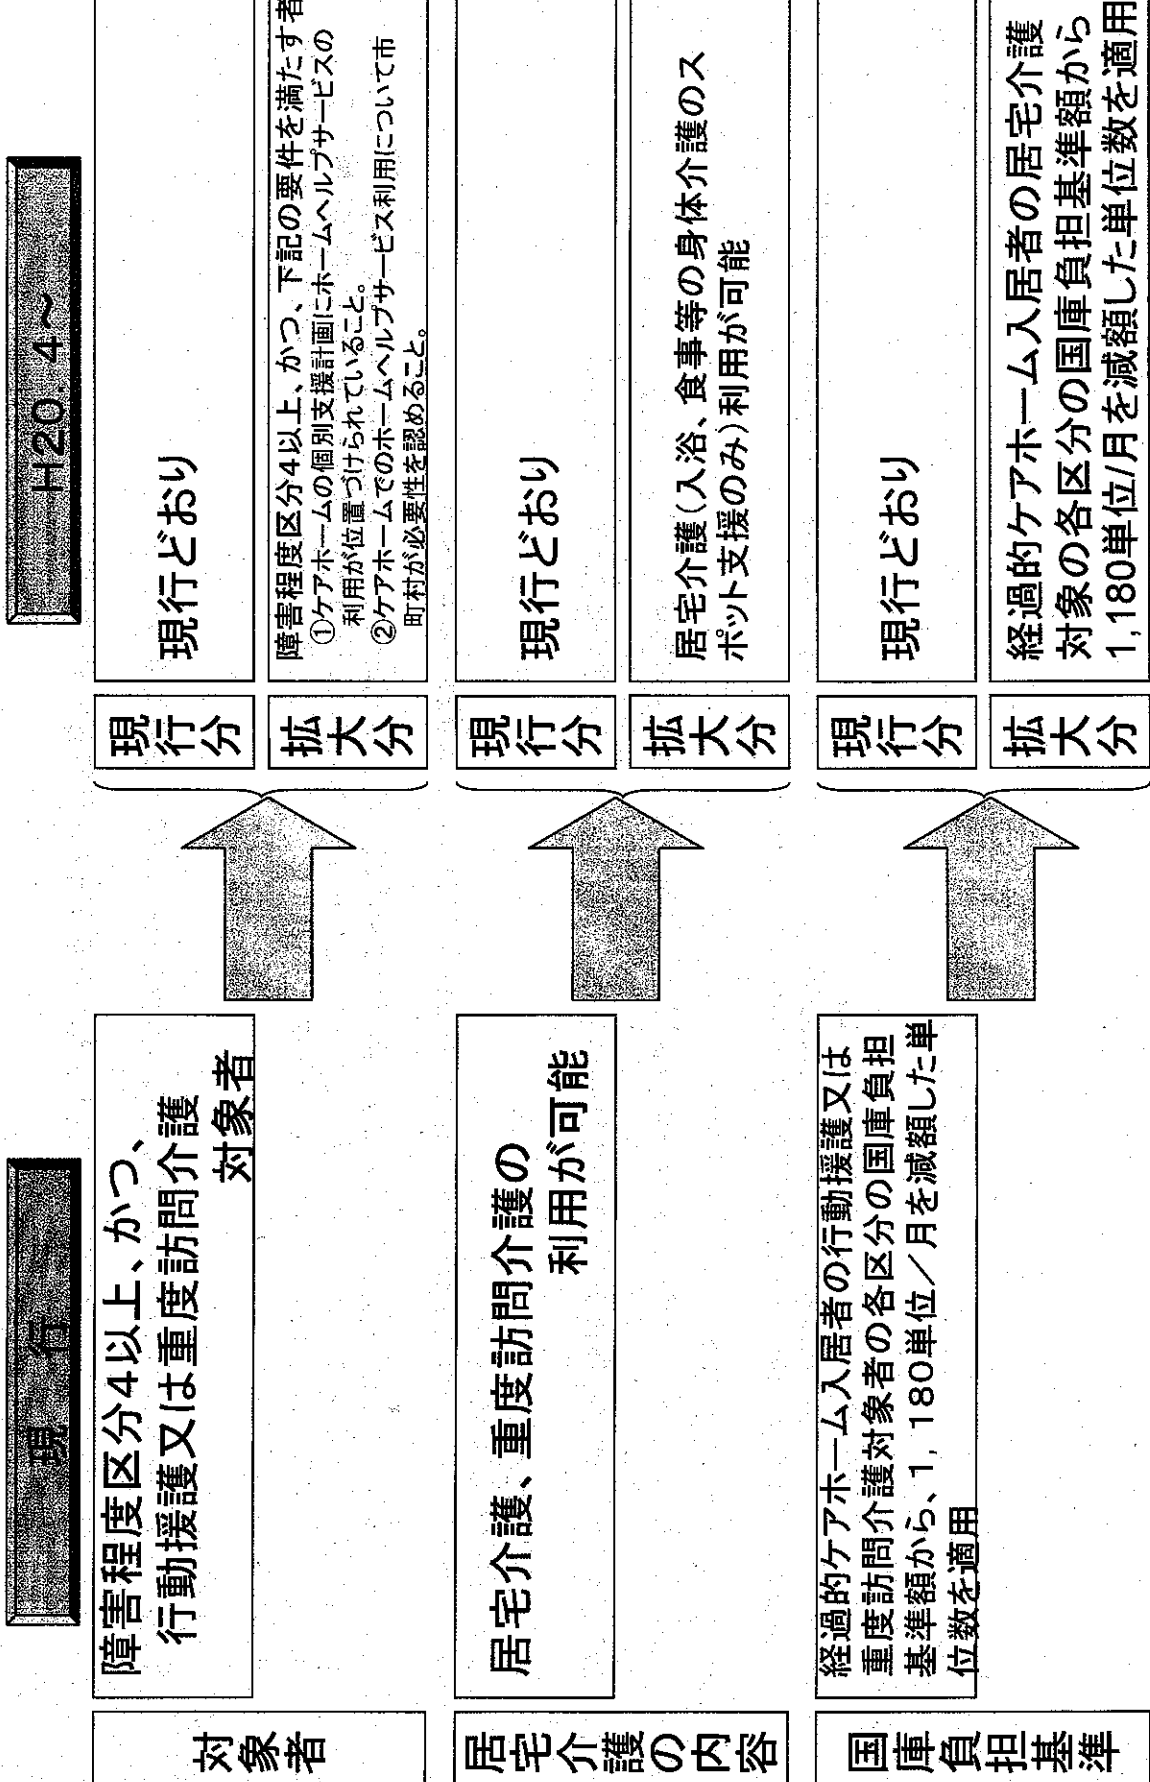 現 行
H20. 4～
対象者
障害程度区分4以上、かつ、
行動援護又は重度訪問介護
対象者
現行分
現行どおり
拡大分
障害程度区分4以上、かつ、下記の要件を満たす者
①ケアホームの個別支援計画にホームヘルプサービスの
利用が位置づけられていること。
②ケアホームでのホームヘルプサービス利用について市
町村が必要性を認めること。
居宅介護の内容
居宅介護、重度訪問介護の
利用が可能
現行分
現行どおり
拡大分
居宅介護(入浴、食事等の身体介護のス
ポット支援のみ)利用が可能
国庫負担基準
経過的ケアホーム入居者の行動援護又は
重度訪問介護対象者の各区分の国庫負担
基準額から、1, 180単位／月を減額した単
位数を適用
現行分
現行どおり
拡大分
経過的ケアホーム入居者の居宅介護
対象の各区分の国庫負担基準額から
1,180単位/月を減額した単位数を適用